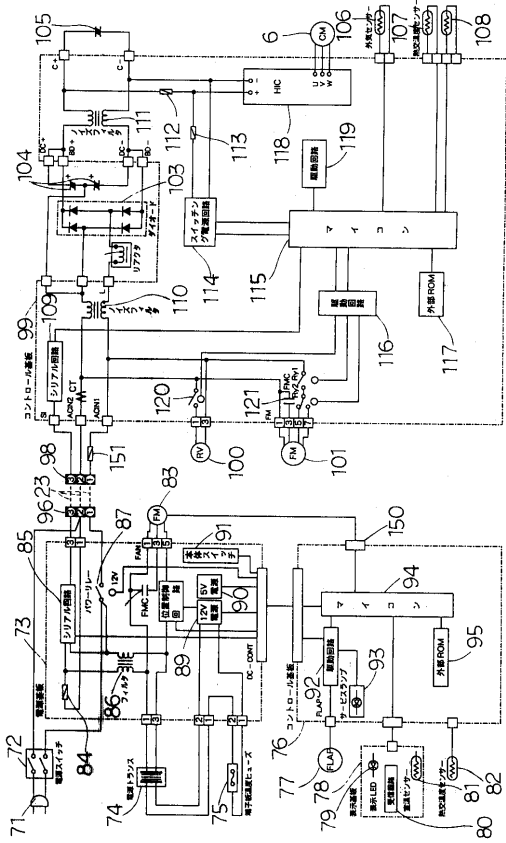 71
72
電源スイッチ
73
電源基板
85
シリアル回路
84
86
フィルタ
パワーリレー
87
12V
FMC
位置制御回路
89
12V電源
5V電源
90
本体スイッチ
91
FAN
FM
83
74
電源トランス
75
端子板温度ヒューズ
DC-CONT
96
23
98
151
76
コントロール基板
150
マイコン
94
外部ROM
95
駆動回路
92
サービスランプ
93
FLAP
FLAP
77
78
79
表示基板
表示LED
受信回路
80
室温センサー
81
熱交温度センサー
82
99
コントロール基板
109
シリアル回路
SI
ACN2
CT
ACN1
110
ノイズフィルタ
L
リアクタ
ダイオード
103
104
DC+
BD+
DC-
BD-
ノイズフィルタ
111
C+
C-
105
112
113
114
スイッチング電源回路
HIC
+
-
U
V
W
118
CM
6
119
駆動回路
115
マイコン
116
駆動回路
117
外部ROM
120
RV
100
121
FMC
Ry2
Ry1
FM
FM
101
106
外気センサー
107
熱交温度センサー
108